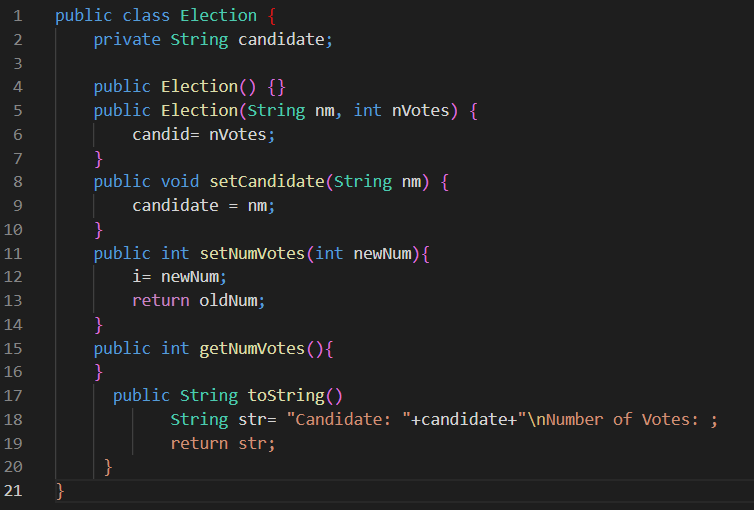 1 public class Election {
2     private String candidate;
3
4     public Election() {}
5     public Election(String nm, int nVotes) {
6         candid= nVotes;
7     }
8     public void setCandidate(String nm) {
9         candidate = nm;
10     }
11     public int setNumVotes(int newNum){
12         i= newNum;
13         return oldNum;
14     }
15     public int getNumVotes(){
16     }
17       public String toString()
18             String str= "Candidate: "+candidate+"\nNumber of Votes: ;
19             return str;
20      }
21 }